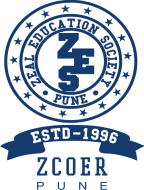 ZEAL EDUCATION SOCIETY
ZES
PUNE
ESTD-1996
ZCOER
PUNE